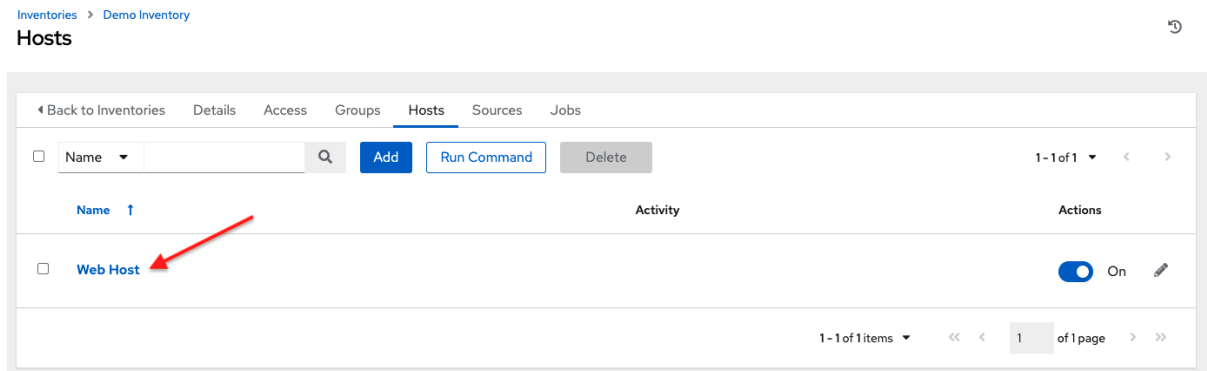 Inventories > Demo Inventory
Hosts
Back to Inventories Details Access Groups Hosts Sources Jobs
Name Add Run Command Delete 1 - 1 of 1
Name Activity Actions
Web Host On
1 - 1 of 1 items 1 of 1 page